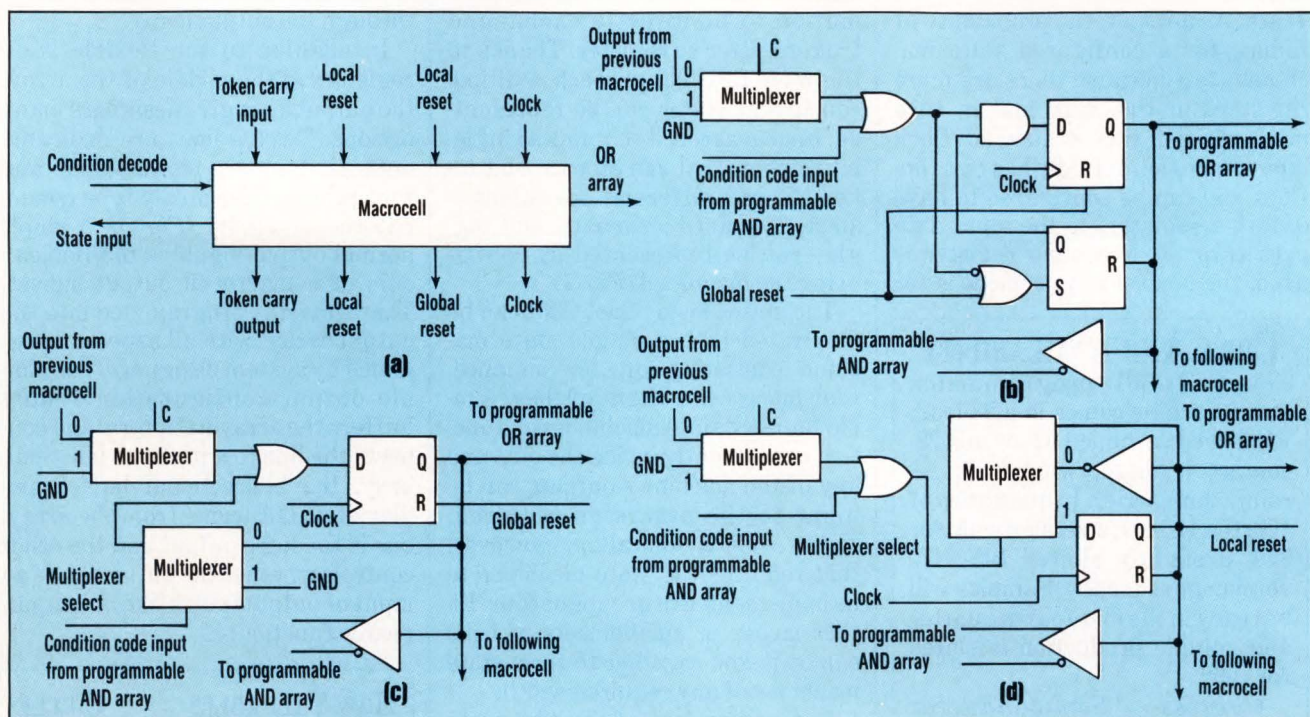 Output from
previous
macrocell
C
0
1
GND
Multiplexer
Condition code input
from programmable
AND array
Clock
D
Q
R
To programmable
OR array
Global reset
Q
S
R
To programmable
AND array
(b)
To following
macrocell
Token carry
input
Local
reset
Local
reset
Clock
Condition decode
State input
Macrocell
OR
array
Token carry
output
Local
reset
Global
reset
Clock
(a)
Output from
previous
macrocell
C
0
1
GND
Multiplexer
D
Q
R
Clock
To programmable
OR array
Global reset
Multiplexer
0
1
GND
Multiplexer
select
Condition code input
from programmable
AND array
To programmable
AND array
(c)
To following
macrocell
Output from
previous
macrocell
C
0
1
GND
Multiplexer
Condition code input
from programmable
AND array
Multiplexer select
Multiplexer
0
1
D
Q
R
Clock
To programmable
OR array
Local reset
To programmable
AND array
(d)
To following
macrocell